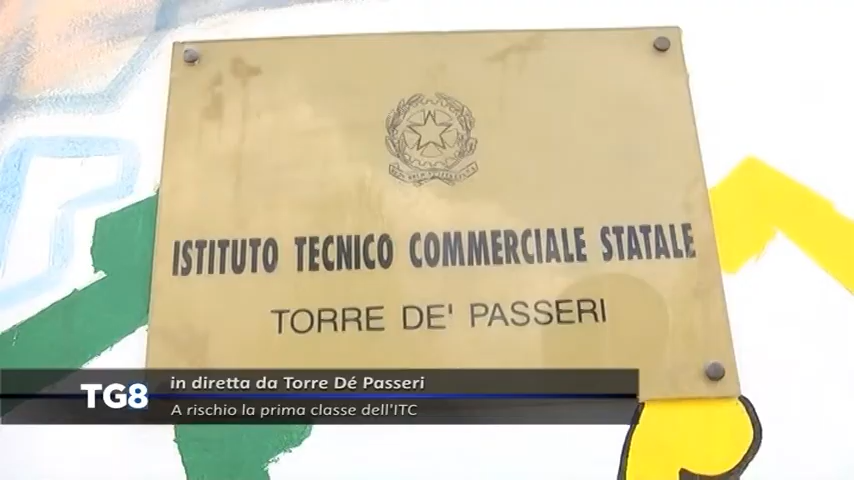 ISTITUTO TECNICO COMMERCIALE STATALE
TORRE DE' PASSERI
TG8
in diretta da Torre Dé Passeri
A rischio la prima classe dell'ITC